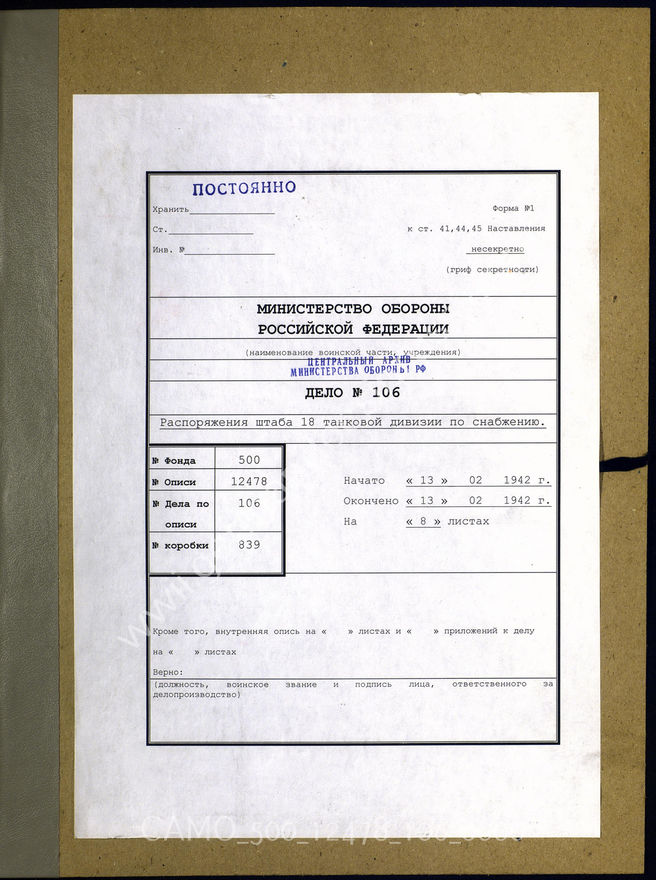 ПОСТОЯННО
Хранить
Форма №1
Ст.
к ст. 41,44,45 Наставления
Инв. №
несекретно
(гриф секретности)
МИНИСТЕРСТВО ОБОРОНЫ
РОССИЙСКОЙ ФЕДЕРАЦИИ
(наименование воинской части, учреждения)
ЦЕНТРАЛЬНЫЙ АРХИВ
МИНИСТЕРСТВА ОБОРОНЫ РФ
ДЕЛО № 106
Распоряжения штаба 18 танковой дивизии по снабжению.
№ Фонда 500
№ Описи 12478
№ Дела по описи 106
№ коробки 839
Начато « 13 » 02 1942 г.
Окончено « 13 » 02 1942 г.
На « 8 » листах
Кроме того, внутренняя опись на « » листах и « » приложений к делу
на « » листах
Верно:
(должность, воинское звание и подпись лица, ответственного за
делопроизводство)